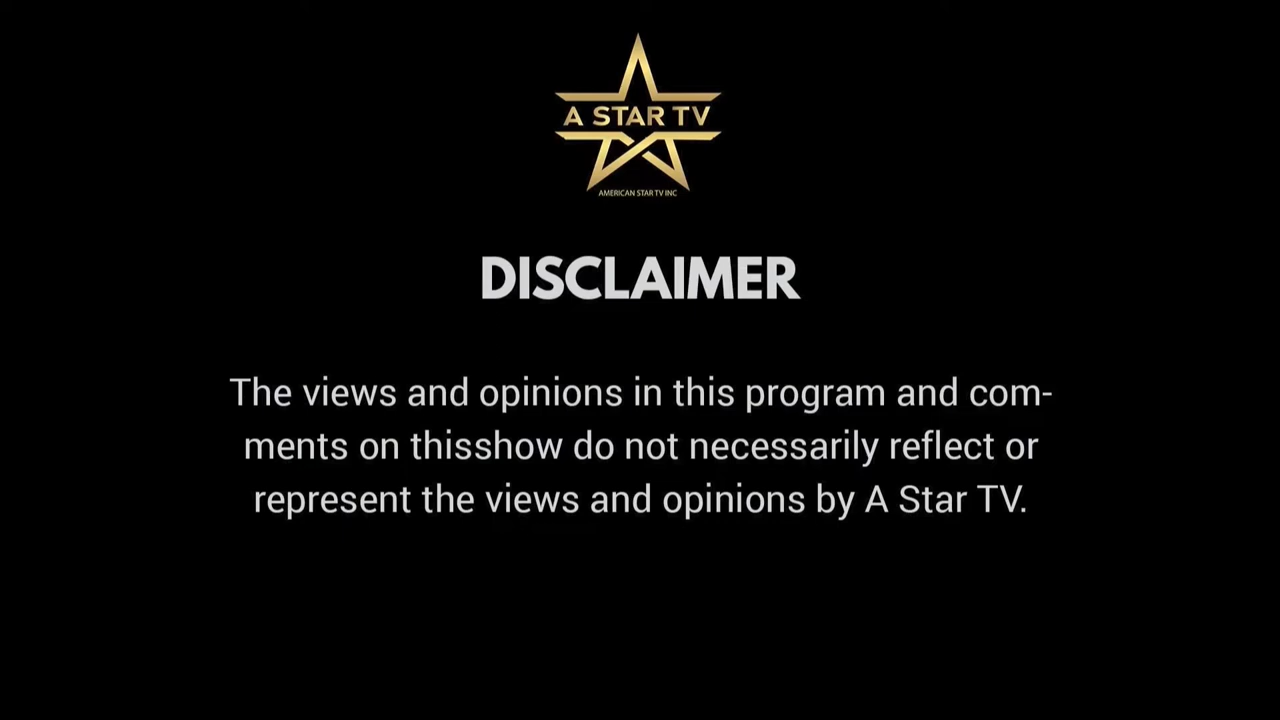 A STAR TV
AMERICAN STAR TV INC
DISCLAIMER
The views and opinions in this program and com-
ments on thisshow do not necessarily reflect or
represent the views and opinions by A Star TV.